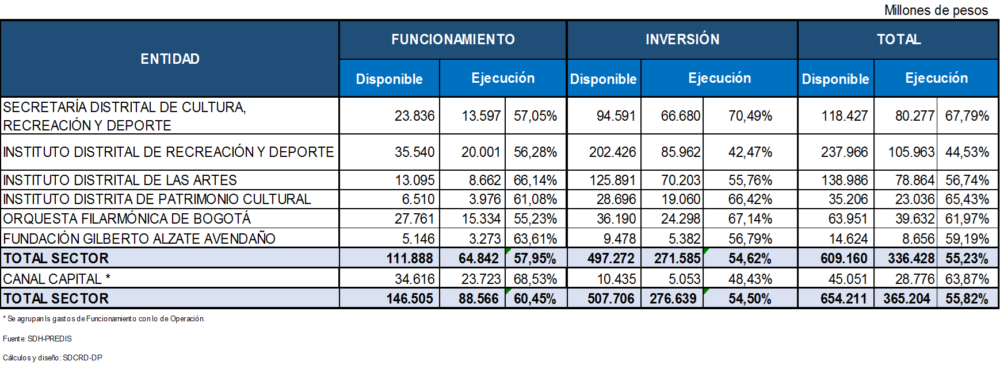 Millones de pesos
ENTIDAD FUNCIONAMIENTO INVERSIÓN TOTAL
Disponible Ejecución Disponible Ejecución Disponible Ejecución
SECRETARÍA DISTRITAL DE CULTURA,
RECREACIÓN Y DEPORTE 23.836 13.597 57,05% 94.591 66.680 70,49% 118.427 80.277 67,79%
INSTITUTO DISTRITAL DE RECREACIÓN Y DEPORTE 35.540 20.001 56,28% 202.426 85.962 42,47% 237.966 105.963 44,53%
INSTITUTO DISTRITAL DE LAS ARTES 13.095 8.662 66,14% 125.891 70.203 55,76% 138.986 78.864 56,74%
INSTITUTO DISTRITA DE PATRIMONIO CULTURAL 6.510 3.976 61,08% 28.696 19.060 66,42% 35.206 23.036 65,43%
ORQUESTA FILARMÓNICA DE BOGOTÁ 27.761 15.334 55,23% 36.190 24.298 67,14% 63.951 39.632 61,97%
FUNDACIÓN GILBERTO ALZATE AVENDAÑO 5.146 3.273 63,61% 9.478 5.382 56,79% 14.624 8.656 59,19%
TOTAL SECTOR 111.888 64.842 57,95% 497.272 271.585 54,62% 609.160 336.428 55,23%
CANAL CAPITAL * 34.616 23.723 68,53% 10.435 5.053 48,43% 45.051 28.776 63,87%
TOTAL SECTOR 146.505 88.566 60,45% 507.706 276.639 54,50% 654.211 365.204 55,82%
* Se agrupan ls gastos de Funcionamiento con lo de Operación.
Fuente: SDH-PREDIS
Cálculos y diseño: SDCRD-DP